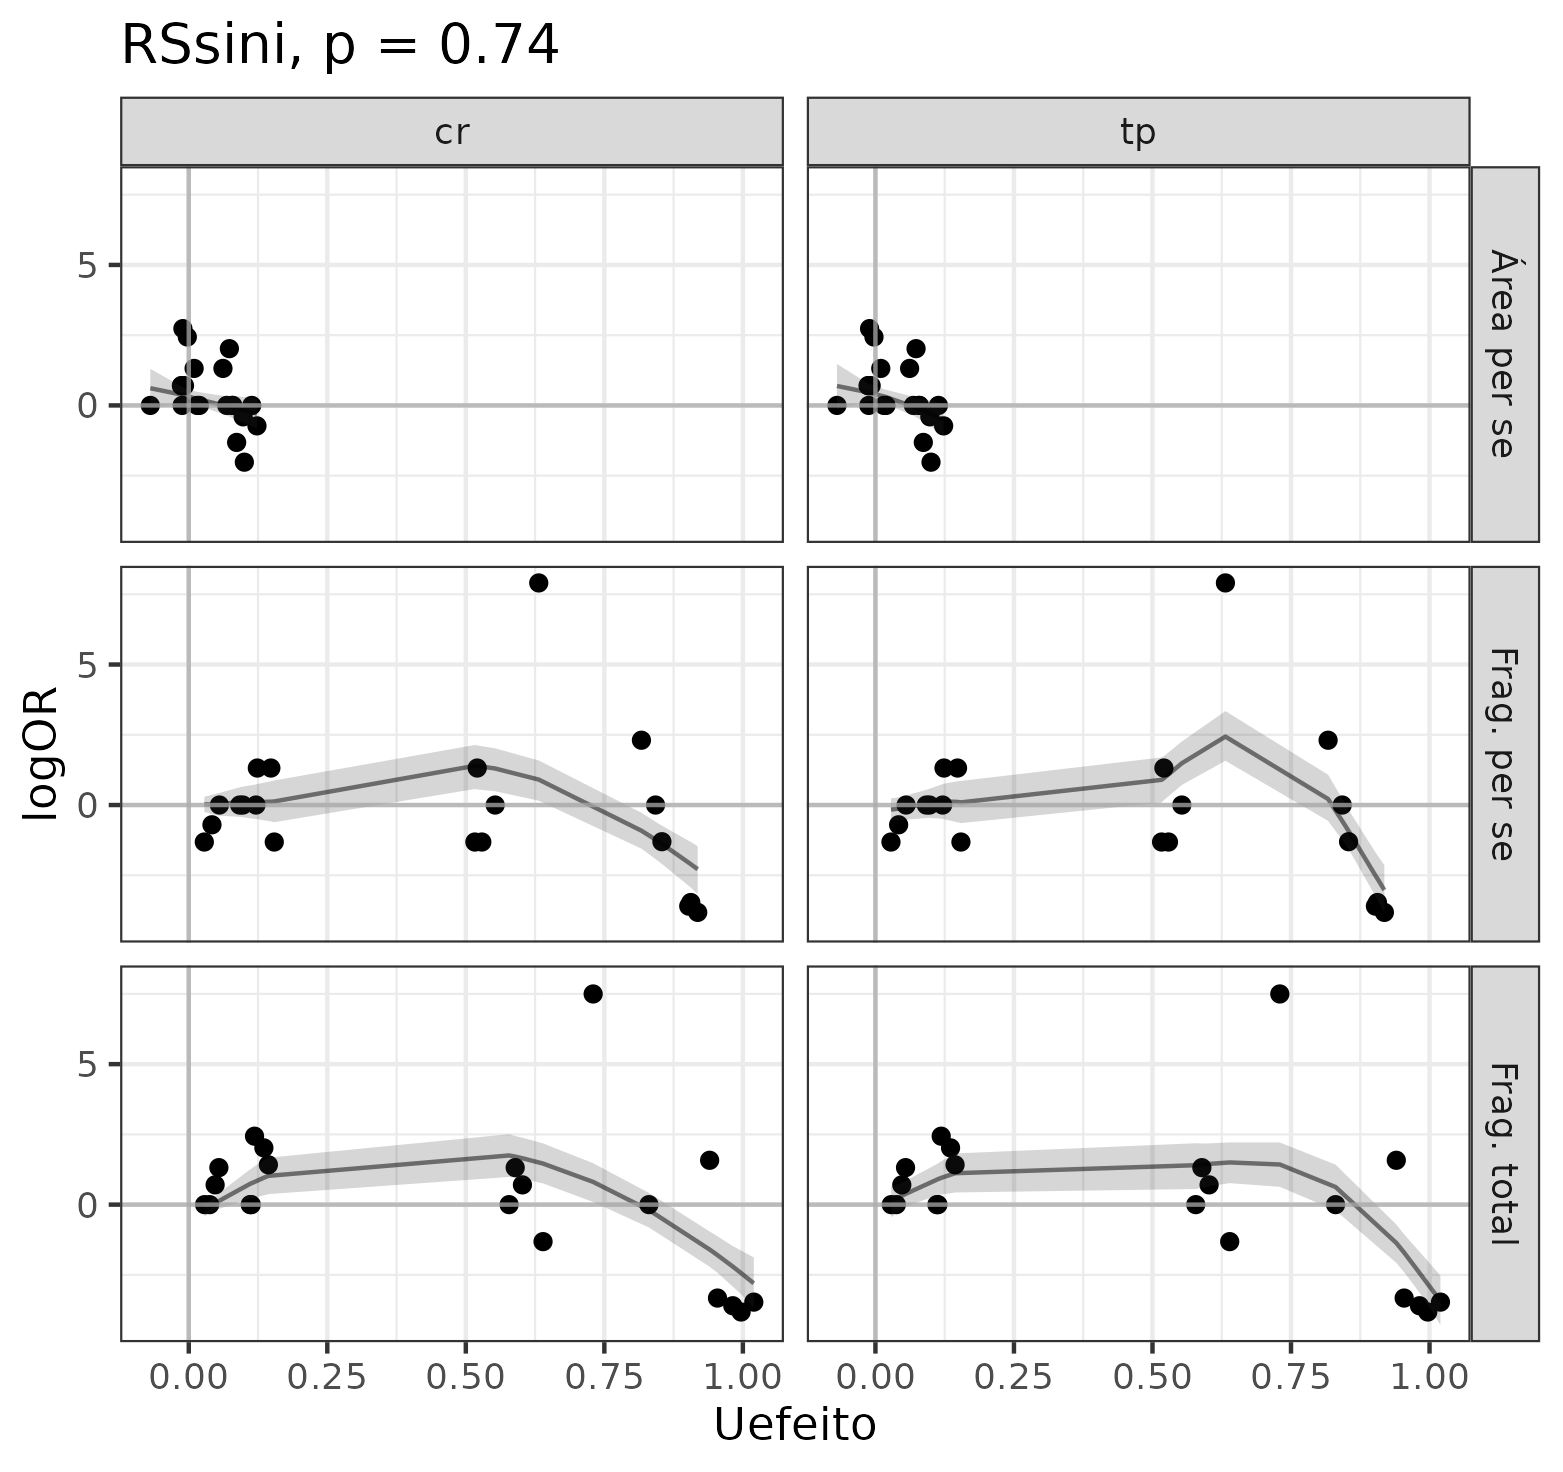 RSsini, p = 0.74
cr
tp
5
0
Área per se
5
0
Frag. per se
logOR
5
0
Frag. total
0.00 0.25 0.50 0.75 1.00
0.00 0.25 0.50 0.75 1.00
Uefeito